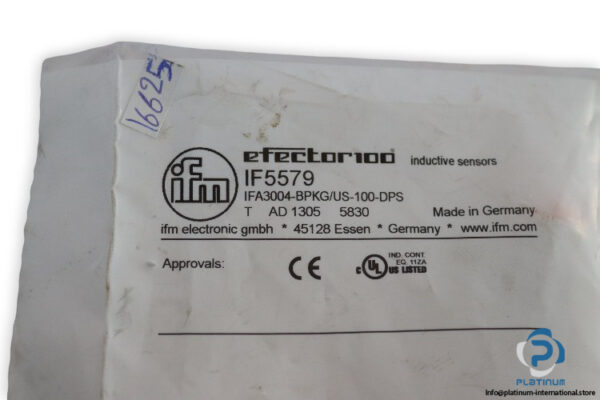 16625
ifm
efector100 inductive sensors
IF5579
IFA3004-BPKG/US-100-DPS
T AD 1305 5830 Made in Germany
ifm electronic gmbh * 45128 Essen * Germany * www.ifm.com
Approvals: CE c UL US LISTED
IND. CONT.
EQ. 11ZA
PLATINUM
Info@platinum-international.store